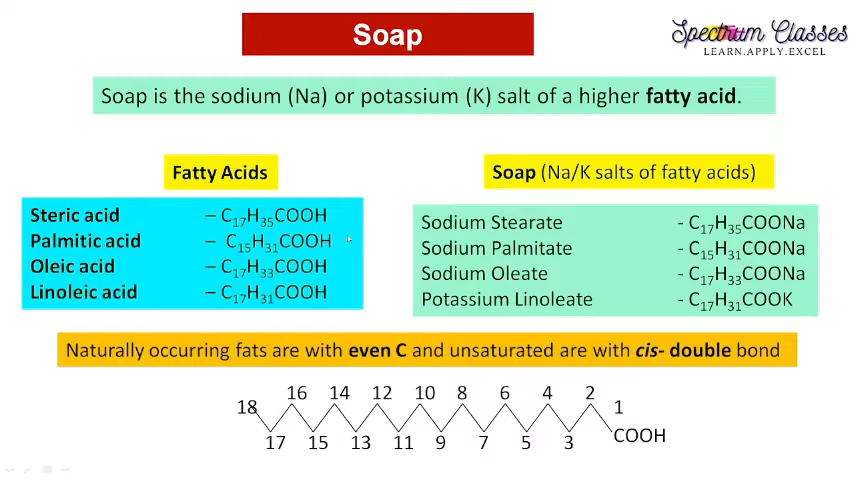 Soap
Spectrum Classes
LEARN.APPLY.EXCEL
Soap is the sodium (Na) or potassium (K) salt of a higher fatty acid.
Fatty Acids
Steric acid – C₁₇H₃₅COOH
Palmitic acid – C₁₅H₃₁COOH
Oleic acid – C₁₇H₃₃COOH
Linoleic acid – C₁₇H₃₁COOH
Soap (Na/K salts of fatty acids)
Sodium Stearate - C₁₇H₃₅COONa
Sodium Palmitate - C₁₅H₃₁COONa
Sodium Oleate - C₁₇H₃₃COONa
Potassium Linoleate - C₁₇H₃₁COOK
Naturally occurring fats are with even C and unsaturated are with cis- double bond
16 14 12 10 8 6 4 2
18 1
17 15 13 11 9 7 5 3 COOH